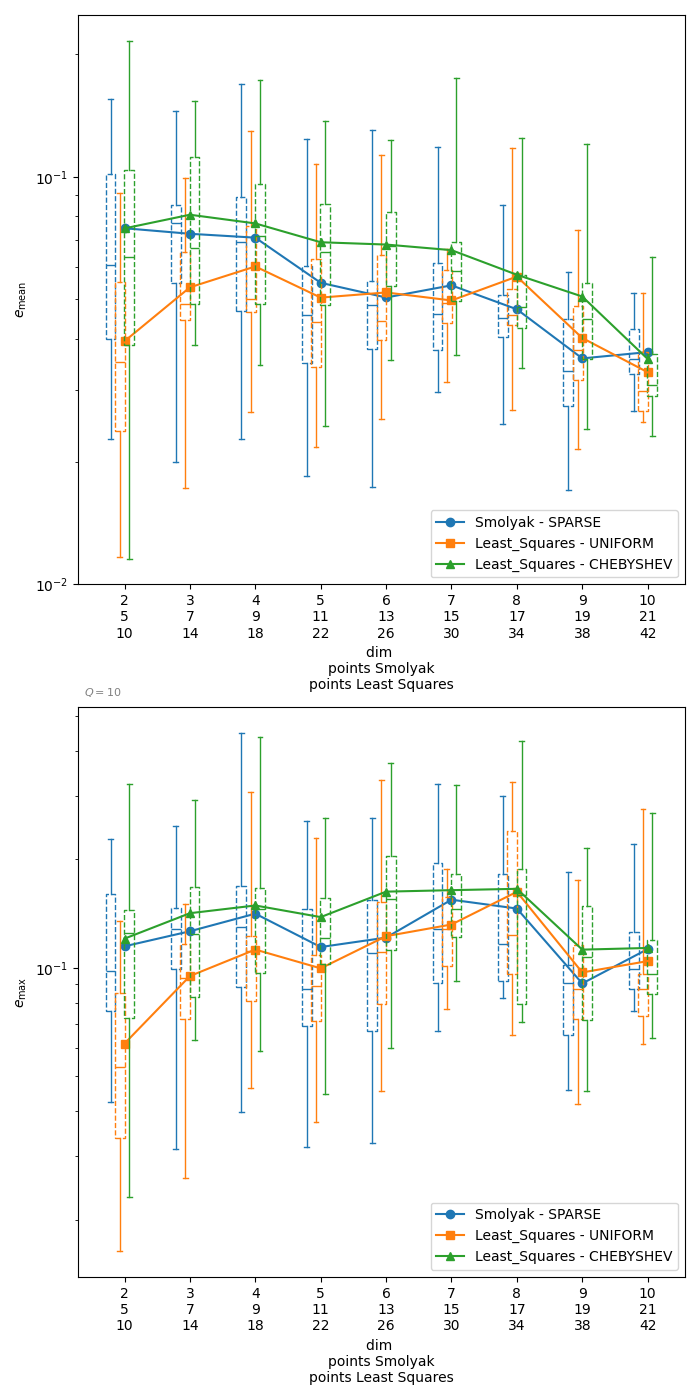 10⁻¹
e_mean
10⁻²
Smolyak - SPARSE
Least_Squares - UNIFORM
Least_Squares - CHEBYSHEV
2 3 4 5 6 7 8 9 10
5 7 9 11 13 15 17 19 21
10 14 18 22 26 30 34 38 42
dim
points Smolyak
points Least Squares
Q = 10
10⁻¹
e_max
Smolyak - SPARSE
Least_Squares - UNIFORM
Least_Squares - CHEBYSHEV
2 3 4 5 6 7 8 9 10
5 7 9 11 13 15 17 19 21
10 14 18 22 26 30 34 38 42
dim
points Smolyak
points Least Squares